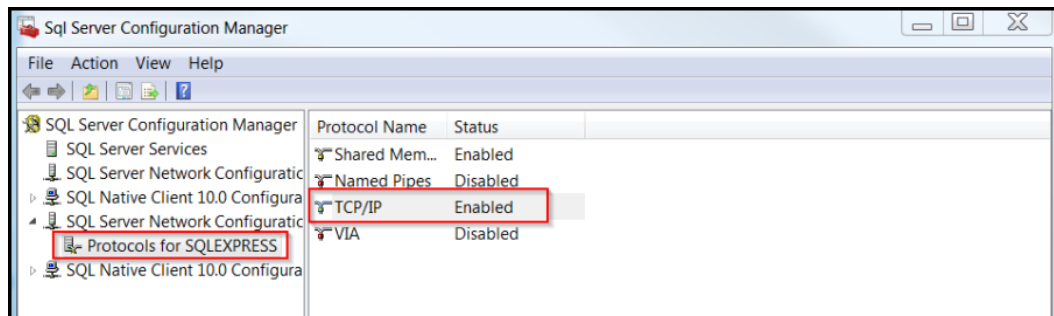 Sql Server Configuration Manager
File Action View Help
SQL Server Configuration Manager
SQL Server Services
SQL Server Network Configuratic
SQL Native Client 10.0 Configura
SQL Server Network Configuratic
Protocols for SQLEXPRESS
SQL Native Client 10.0 Configura
Protocol Name Status
Shared Mem... Enabled
Named Pipes Disabled
TCP/IP Enabled
VIA Disabled